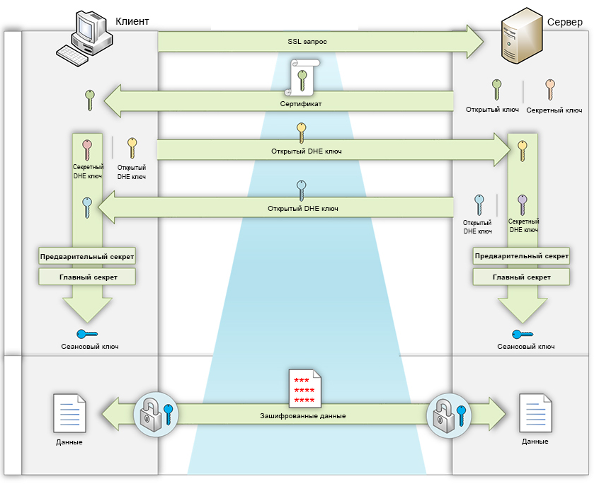 Клиент
Сервер
SSL запрос
Сертификат
Открытый ключ
Секретный ключ
Открытый DHE ключ
Секретный
DHE ключ
Открытый
DHE ключ
Открытый DHE ключ
Открытый
DHE ключ
Секретный
DHE ключ
Предварительный секрет
Предварительный секрет
Главный секрет
Главный секрет
Сеансовый ключ
Сеансовый ключ
***
****
****
Зашифрованные данные
Данные
Данные